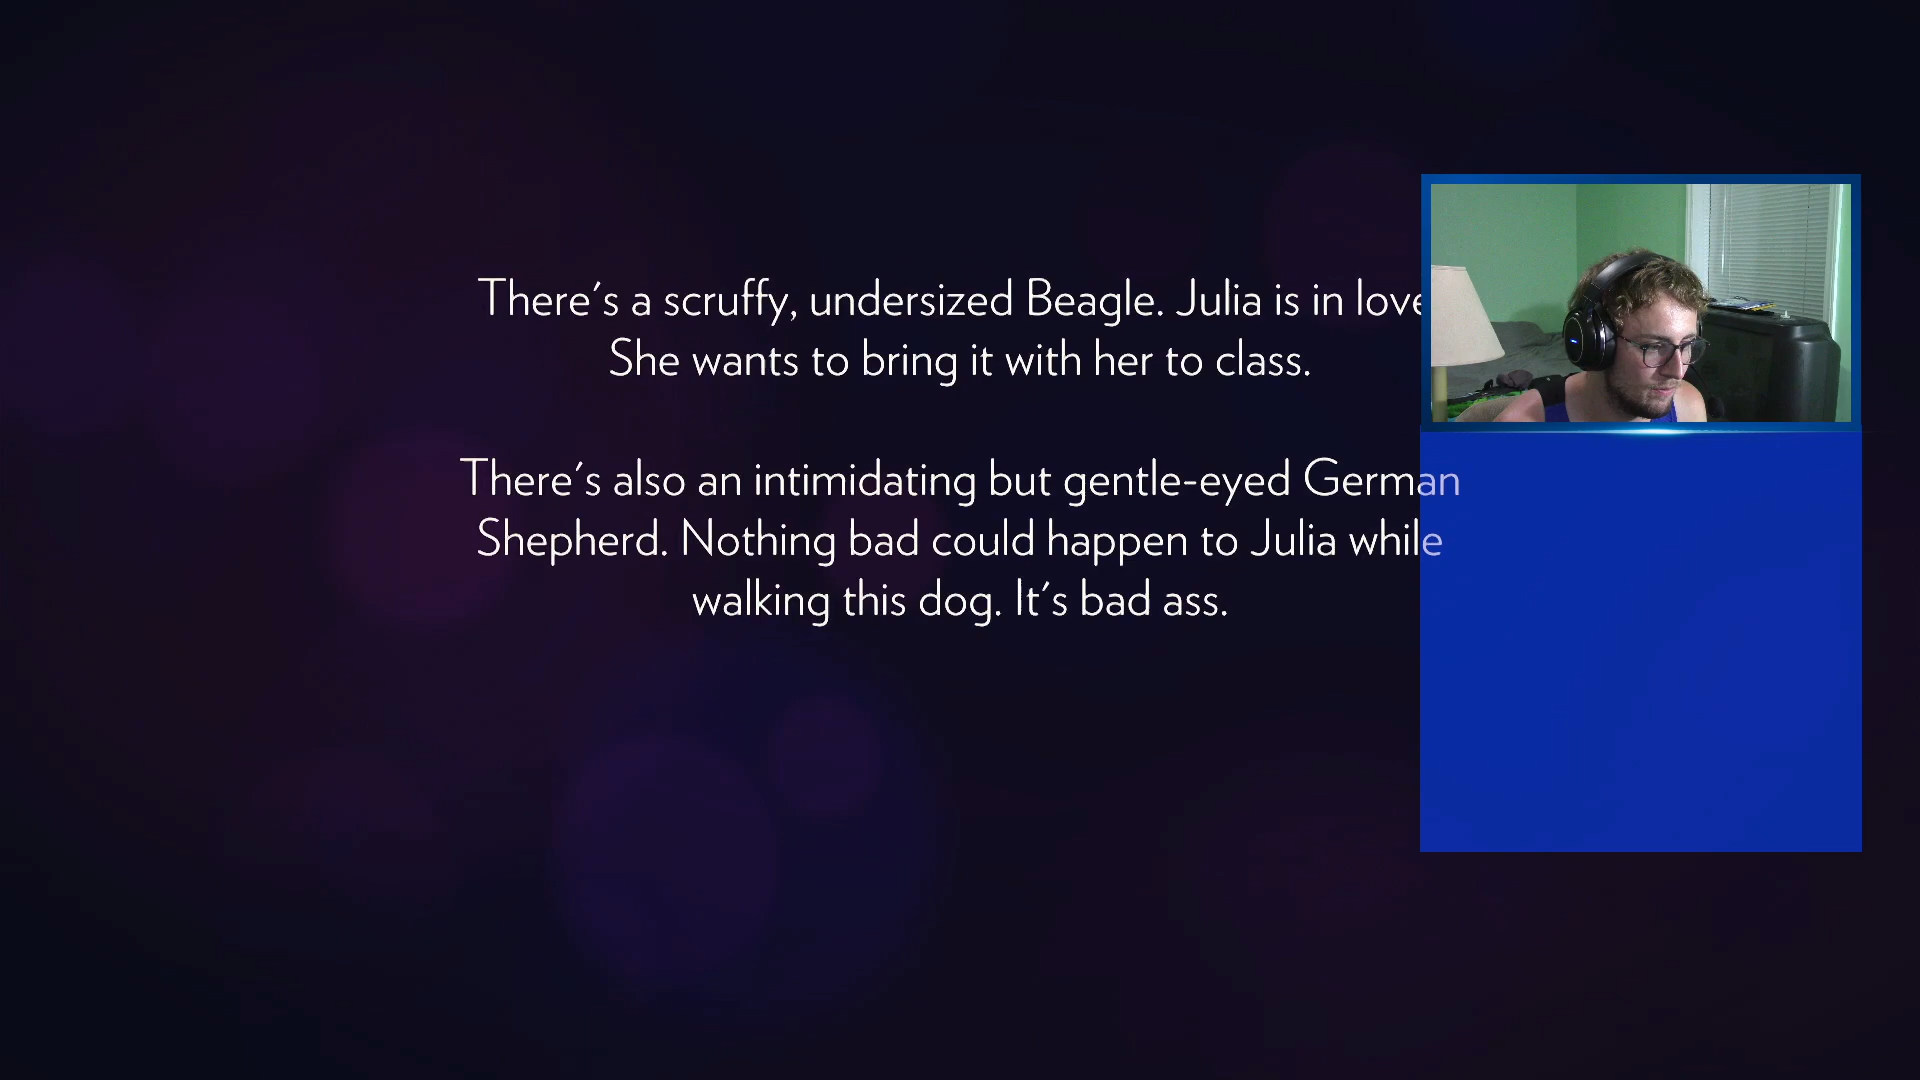 There's a scruffy, undersized Beagle. Julia is in love
She wants to bring it with her to class.
There's also an intimidating but gentle-eyed German
Shepherd. Nothing bad could happen to Julia while
walking this dog. It's bad ass.